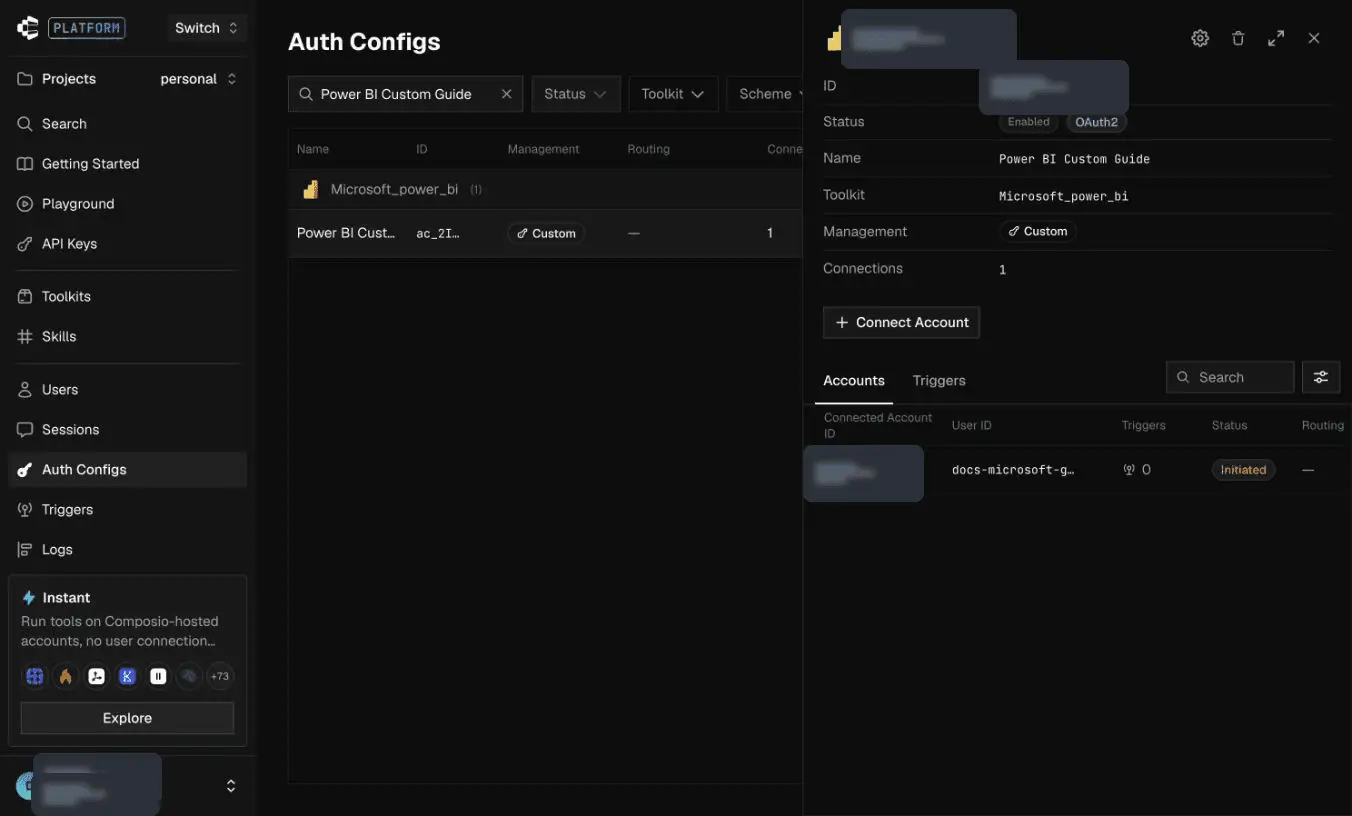 PLATFORM
Switch
Projects
personal
Search
Getting Started
Playground
API Keys
Toolkits
Skills
Users
Sessions
Auth Configs
Triggers
Logs
Instant
Run tools on Composio-hosted
accounts, no user connection...
+73
Explore
Auth Configs
Power BI Custom Guide
Status
Toolkit
Scheme
Name
ID
Management
Routing
Conne
Microsoft_power_bi (1)
Power BI Cust...
ac_2I...
Custom
—
1
ID
Status
Enabled
OAuth2
Name
Power BI Custom Guide
Toolkit
Microsoft_power_bi
Management
Custom
Connections
1
+ Connect Account
Accounts
Triggers
Search
Connected Account
ID
User ID
Triggers
Status
Routing
docs-microsoft-g...
0
Initiated
—